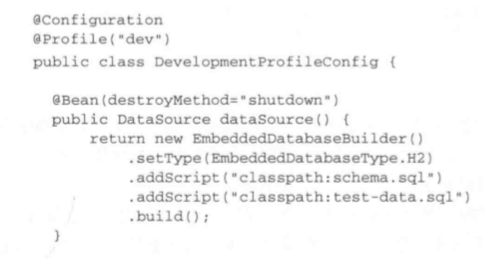 @Configuration
@Profile("dev")
public class DevelopmentProfileConfig {
@Bean(destroyMethod="shutdown")
public DataSource dataSource() {
return new EmbeddedDatabaseBuilder()
.setType(EmbeddedDatabaseType.H2)
.addScript("classpath:schema.sql")
.addScript("classpath:test-data.sql")
.build();
}